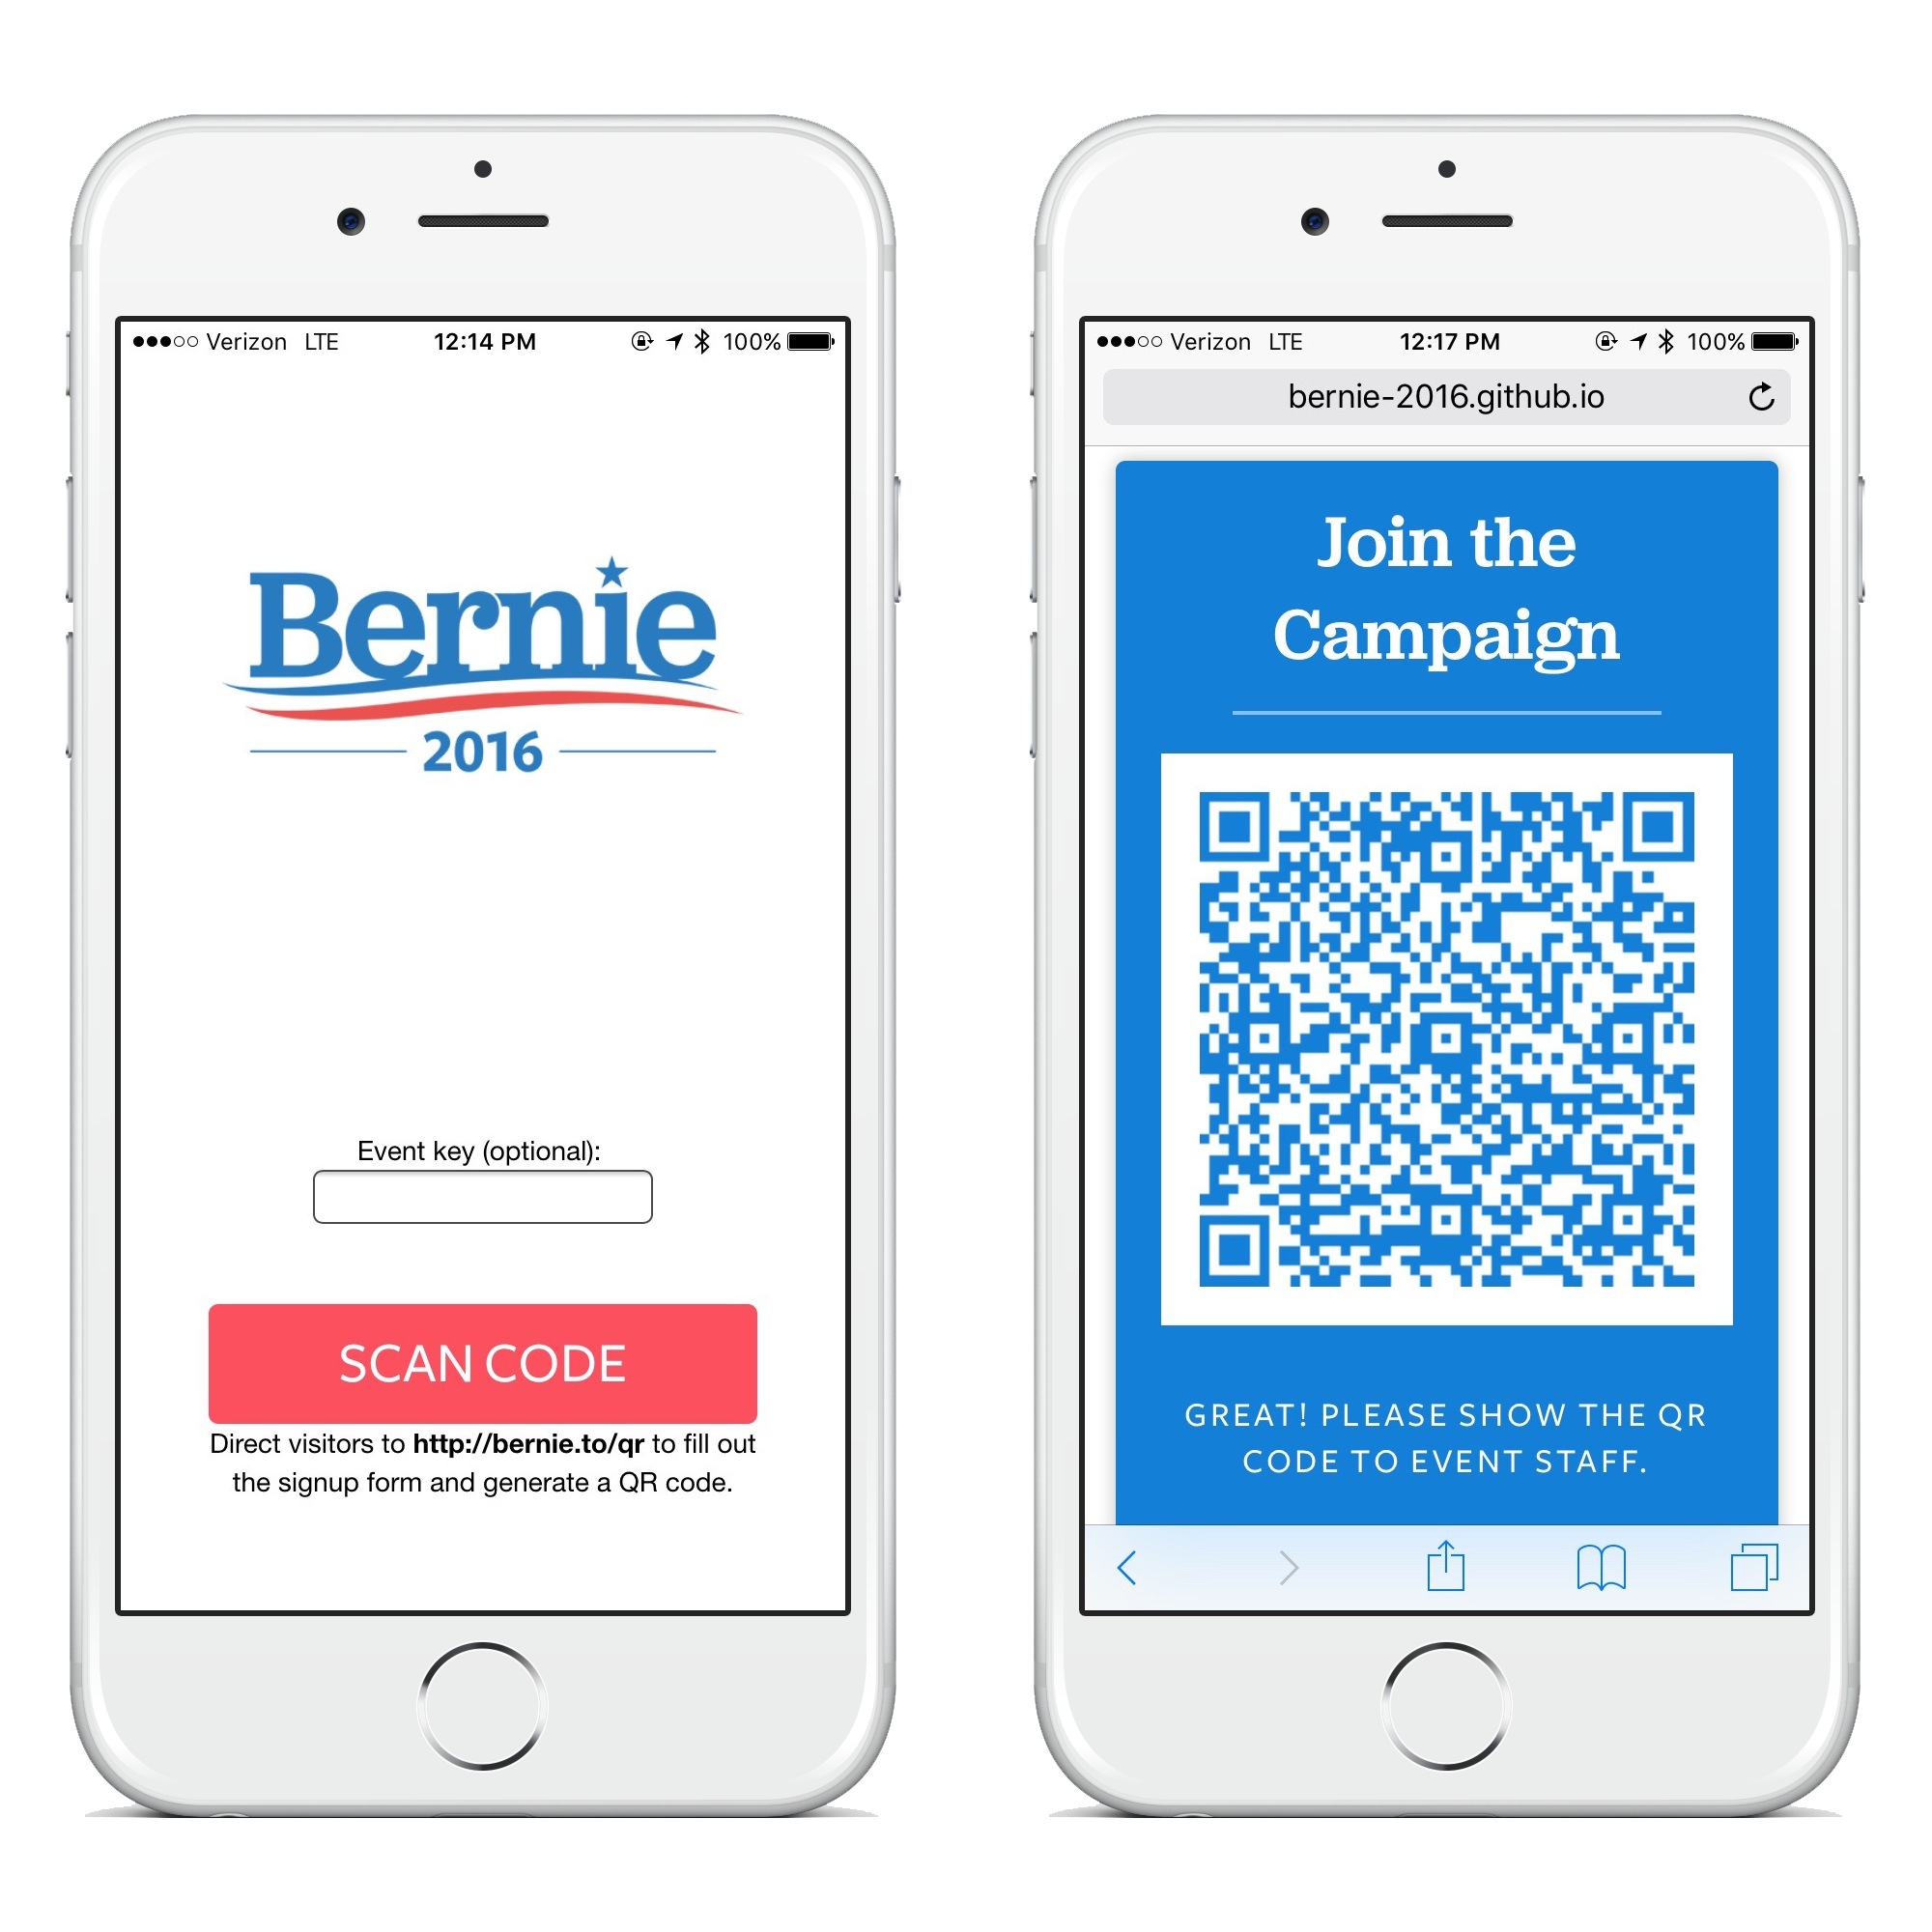 Verizon LTE 12:14 PM 100%
Bernie
2016
Event key (optional):
SCAN CODE
Direct visitors to http://bernie.to/qr to fill out
the signup form and generate a QR code.
Verizon LTE 12:17 PM 100%
bernie-2016.github.io
Join the
Campaign
GREAT! PLEASE SHOW THE QR
CODE TO EVENT STAFF.